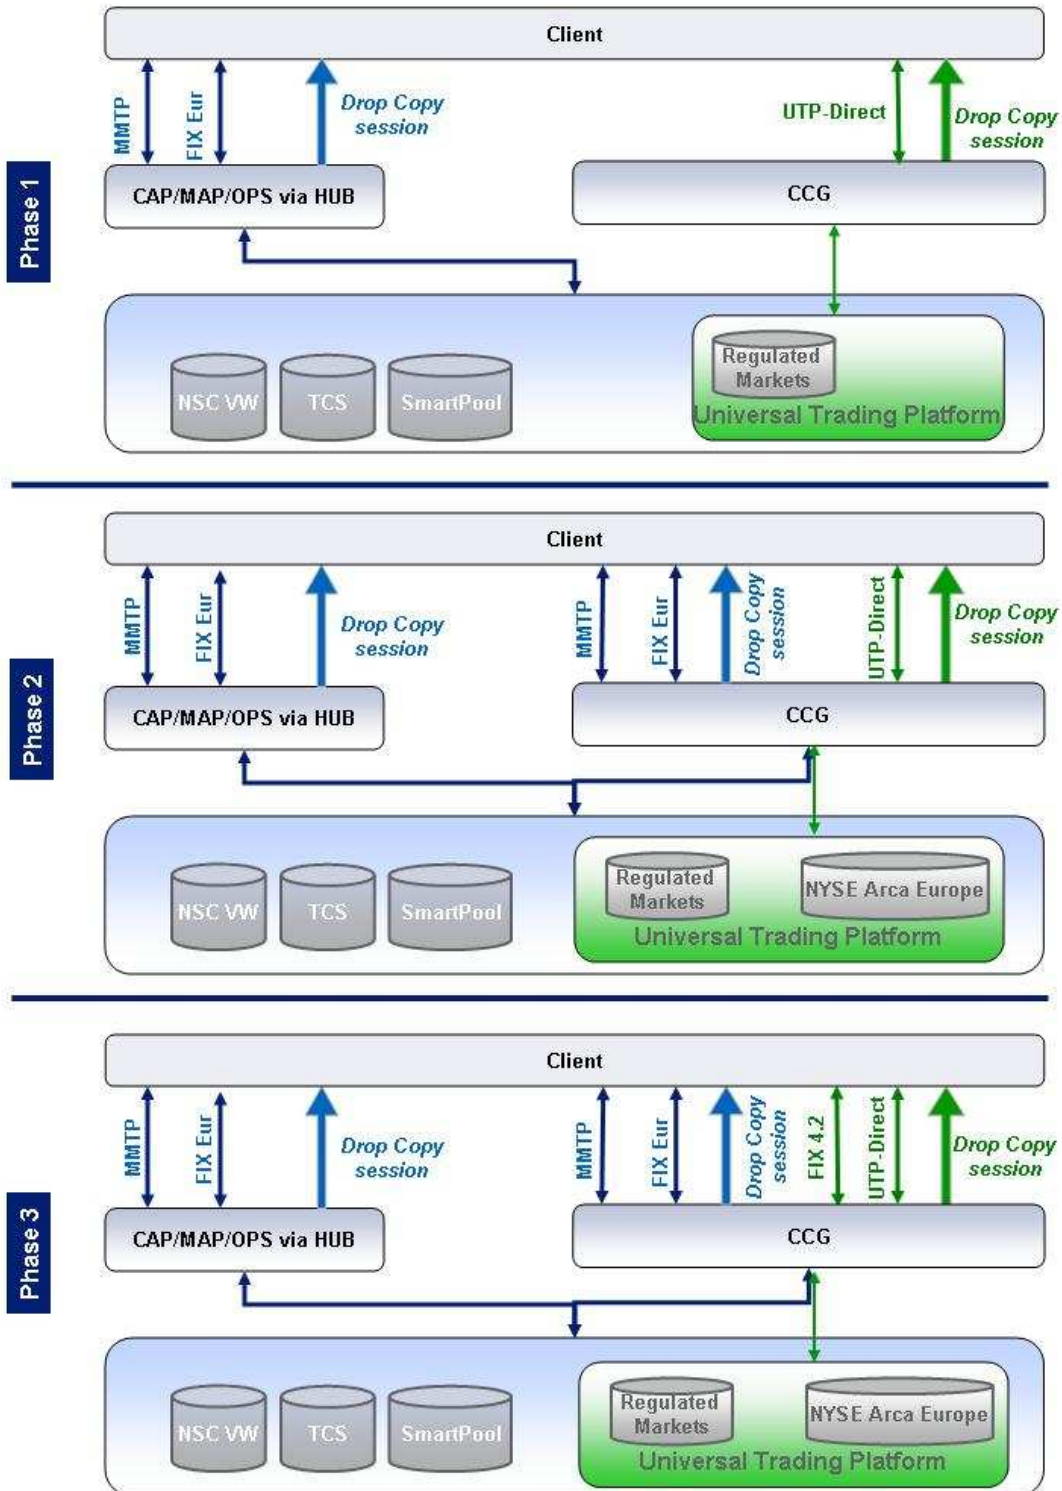 Phase 1
Client
MMTP
FIX Eur
Drop Copy
session
UTP-Direct
Drop Copy
session
CAP/MAP/OPS via HUB
CCG
NSC VW
TCS
SmartPool
Regulated
Markets
Universal Trading Platform
Phase 2
Client
MMTP
FIX Eur
Drop Copy
session
MMTP
FIX Eur
Drop Copy
session
UTP-Direct
Drop Copy
session
CAP/MAP/OPS via HUB
CCG
NSC VW
TCS
SmartPool
Regulated
Markets
NYSE Arca Europe
Universal Trading Platform
Phase 3
Client
MMTP
FIX Eur
Drop Copy
session
MMTP
FIX Eur
Drop Copy
session
FIX 4.2
UTP-Direct
Drop Copy
session
CAP/MAP/OPS via HUB
CCG
NSC VW
TCS
SmartPool
Regulated
Markets
NYSE Arca Europe
Universal Trading Platform